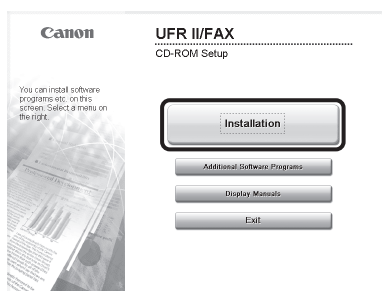 Canon
UFR II/FAX
CD-ROM Setup
You can install software
programs etc. on this
screen. Select a menu on
the right.
Installation
Additional Software Programs
Display Manuals
Exit